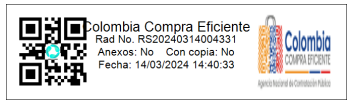 Colombia Compra Eficiente
Rad No. RS20240314004331
Anexos: No Con copia: No
Fecha: 14/03/2024 14:40:33
Colombia
COMPRA EFICIENTE
Agencia Nacional de Contratación Pública